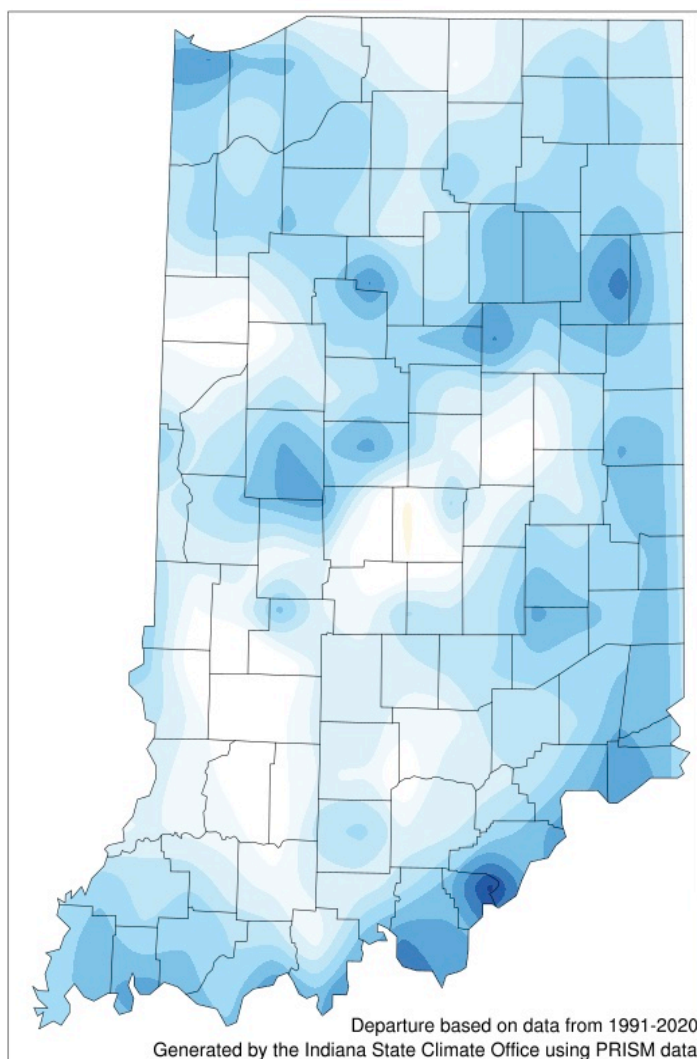 Departure based on data from 1991-2020
Generated by the Indiana State Climate Office using PRISM data